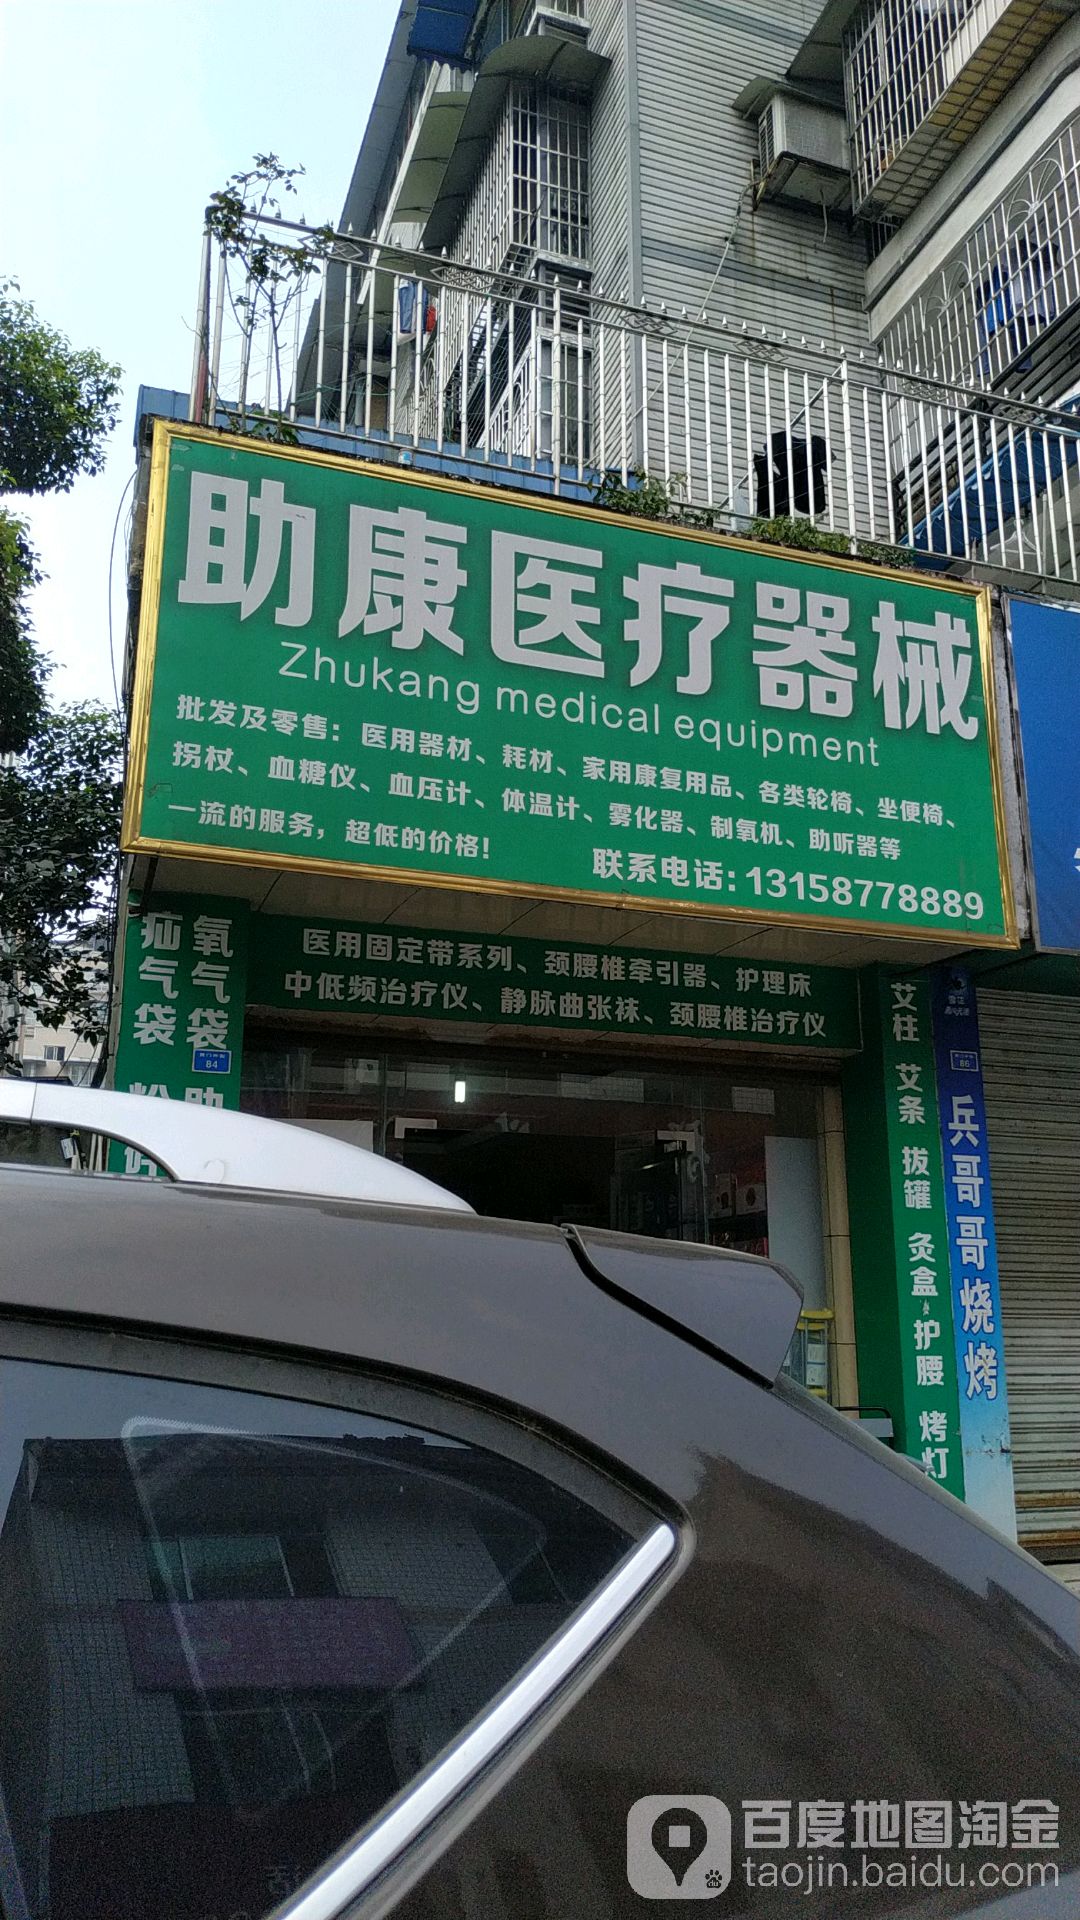 助康医疗器械
Zhukang medical equipment
批发及零售：医用器材、耗材、家用康复用品、各类轮椅、坐便椅、
拐杖、血糖仪、血压计、体温计、雾化器、制氧机、助听器等
一流的服务，超低的价格！
联系电话：13158778889
医用固定带系列、颈腰椎牵引器、护理床
中低频治疗仪、静脉曲张袜、颈腰椎治疗仪
疝气袋
氧气袋 助
84
艾柱 艾条 拔罐 灸盒 护腰 烤灯
86
兵哥哥烧烤
百度地图淘金
taojin.baidu.com